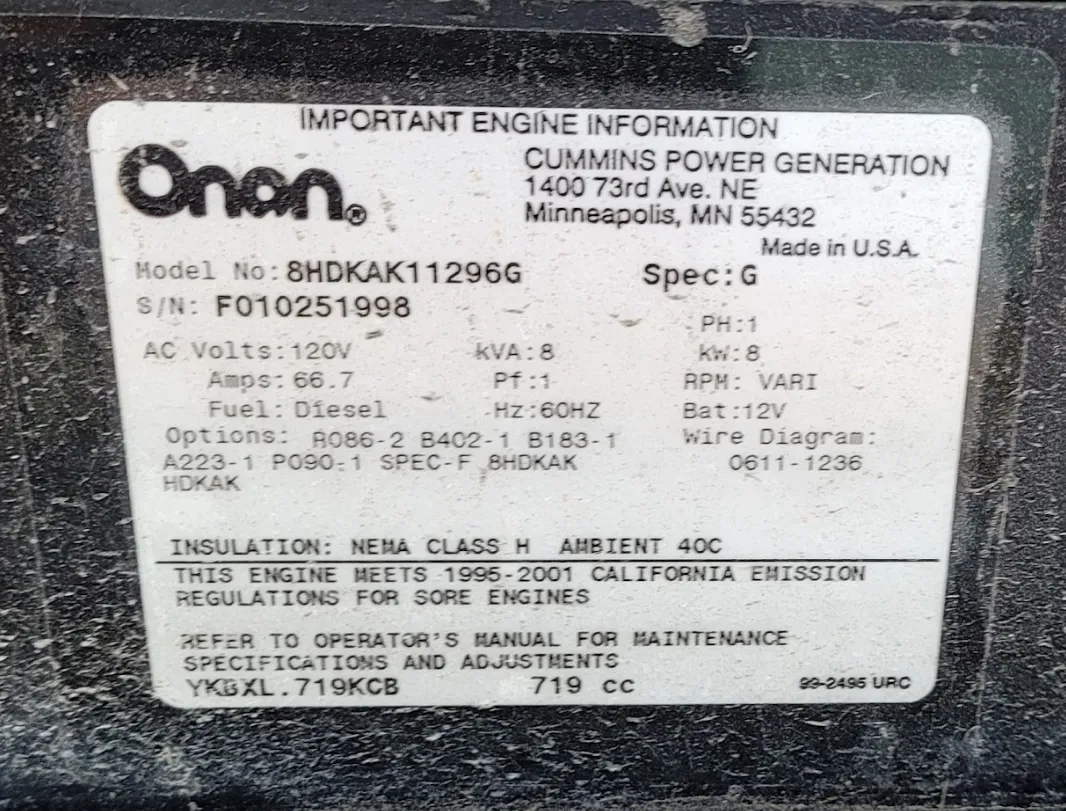 IMPORTANT ENGINE INFORMATION
Onan®
CUMMINS POWER GENERATION
1400 73rd Ave. NE
Minneapolis, MN 55432
Made in U.S.A.
Model No: 8HDKAK11296G Spec: G
S/N: F010251998
PH:1
AC Volts: 120V kVA:8 kW:8
Amps: 66.7 Pf:1 RPM: VARI
Fuel: Diesel Hz:60HZ Bat:12V
Options: R086-2 B402-1 B183-1 Wire Diagram:
A223-1 P090-1 SPEC-F 8HDKAK 0611-1236
HDKAK
INSULATION: NEMA CLASS H AMBIENT 40C
THIS ENGINE MEETS 1995-2001 CALIFORNIA EMISSION
REGULATIONS FOR SORE ENGINES
REFER TO OPERATOR'S MANUAL FOR MAINTENANCE
SPECIFICATIONS AND ADJUSTMENTS
YKBXL.719KCB 719 cc 99-2495 URC